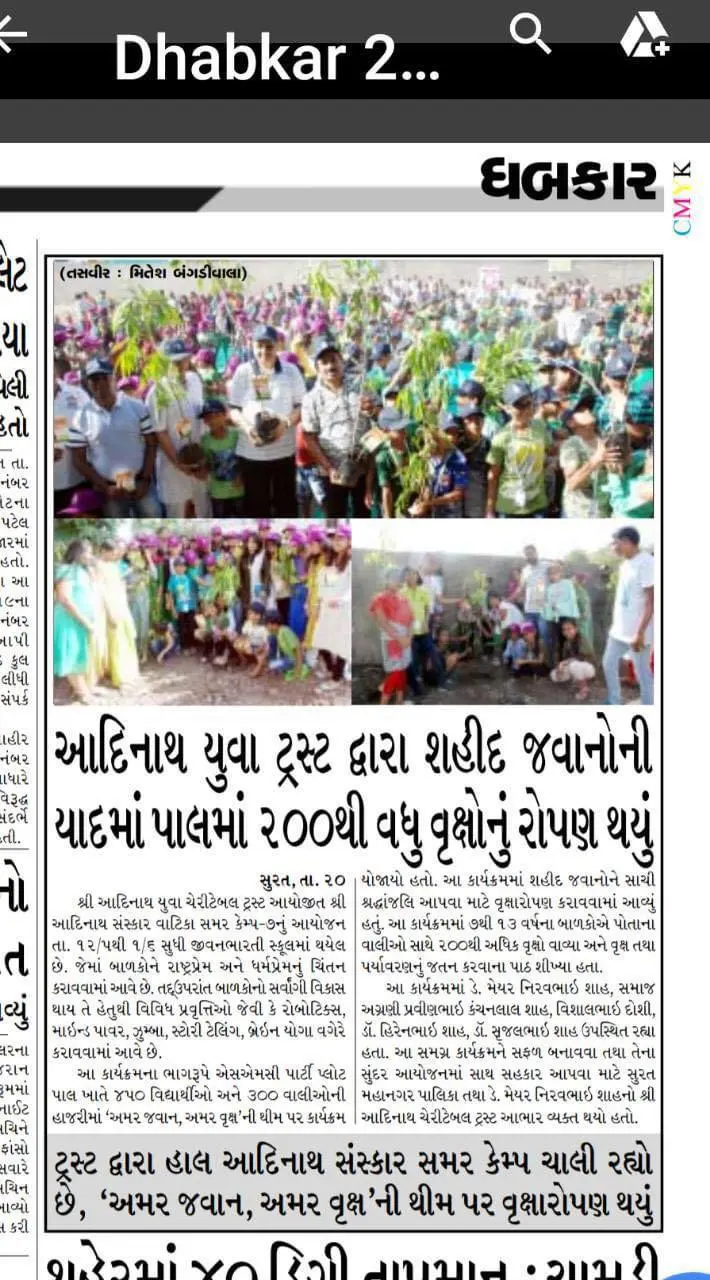 Dhabkar 2...
ધબકાર
CMYK
(તસવીર : મિતેશ બંગડીવાલા)
આદિનાથ યુવા ટ્રસ્ટ દ્વારા શહીદ જવાનોની
યાદમાં પાલમાં ૨૦૦થી વધુ વૃક્ષોનું રોપણ થયું
સુરત, તા. ૨૦
શ્રી આદિનાથ યુવા ચેરીટેબલ ટ્રસ્ટ આયોજીત શ્રી
આદિનાથ સંસ્કાર વાટિકા સમર કેમ્પ-૭નું આયોજન
તા. ૧૨/૫થી ૧/૬ સુધી જીવનભારતી સ્કૂલમાં થયેલ
છે. જેમાં બાળકોને રાષ્ટ્રપ્રેમ અને ધર્મપ્રેમનું ચિંતન
કરાવવામાં આવે છે. તદ્ઉપરાંત બાળકોનો સર્વાંગી વિકાસ
થાય તે હેતુથી વિવિધ પ્રવૃત્તિઓ જેવી કે રોબોટિક્સ,
માઇન્ડ પાવર, ઝુમ્બા, સ્ટોરી ટેલિંગ, બ્રેઇન યોગા વગેરે
કરાવવામાં આવે છે.
આ કાર્યક્રમના ભાગરૂપે એસએમસી પાર્ટી પ્લોટ
પાલ ખાતે ૪૫૦ વિદ્યાર્થીઓ અને ૩૦૦ વાલીઓની
હાજરીમાં ‘અમર જવાન, અમર વૃક્ષ’ની થીમ પર કાર્યક્રમ
યોજાયો હતો. આ કાર્યક્રમમાં શહીદ જવાનોને સાચી
શ્રદ્ધાંજલિ આપવા માટે વૃક્ષારોપણ કરાવવામાં આવ્યું
હતું. આ કાર્યક્રમમાં ૭થી ૧૩ વર્ષના બાળકોએ પોતાના
વાલીઓ સાથે ૨૦૦થી અધિક વૃક્ષો વાવ્યા અને વૃક્ષ તથા
પર્યાવરણનું જતન કરવાના પાઠ શીખ્યા હતા.
આ કાર્યક્રમમાં ડે. મેયર નિરવભાઇ શાહ, સમાજ
અગ્રણી પ્રવીણભાઇ કંચનલાલ શાહ, વિશાલભાઇ દોશી,
ડૉ. હિરેનભાઇ શાહ, ડૉ. સૃજલભાઇ શાહ ઉપસ્થિત રહ્યા
હતા. આ સમગ્ર કાર્યક્રમને સફળ બનાવવા તથા તેના
સુંદર આયોજનમાં સાથ સહકાર આપવા માટે સુરત
મહાનગર પાલિકા તથા ડે. મેયર નિરવભાઇ શાહનો શ્રી
આદિનાથ ચેરીટેબલ ટ્રસ્ટ આભાર વ્યક્ત થયો હતો.
ટ્રસ્ટ દ્વારા હાલ આદિનાથ સંસ્કાર સમર કેમ્પ ચાલી રહ્યો
છે, ‘અમર જવાન, અમર વૃક્ષ’ની થીમ પર વૃક્ષારોપણ થયું